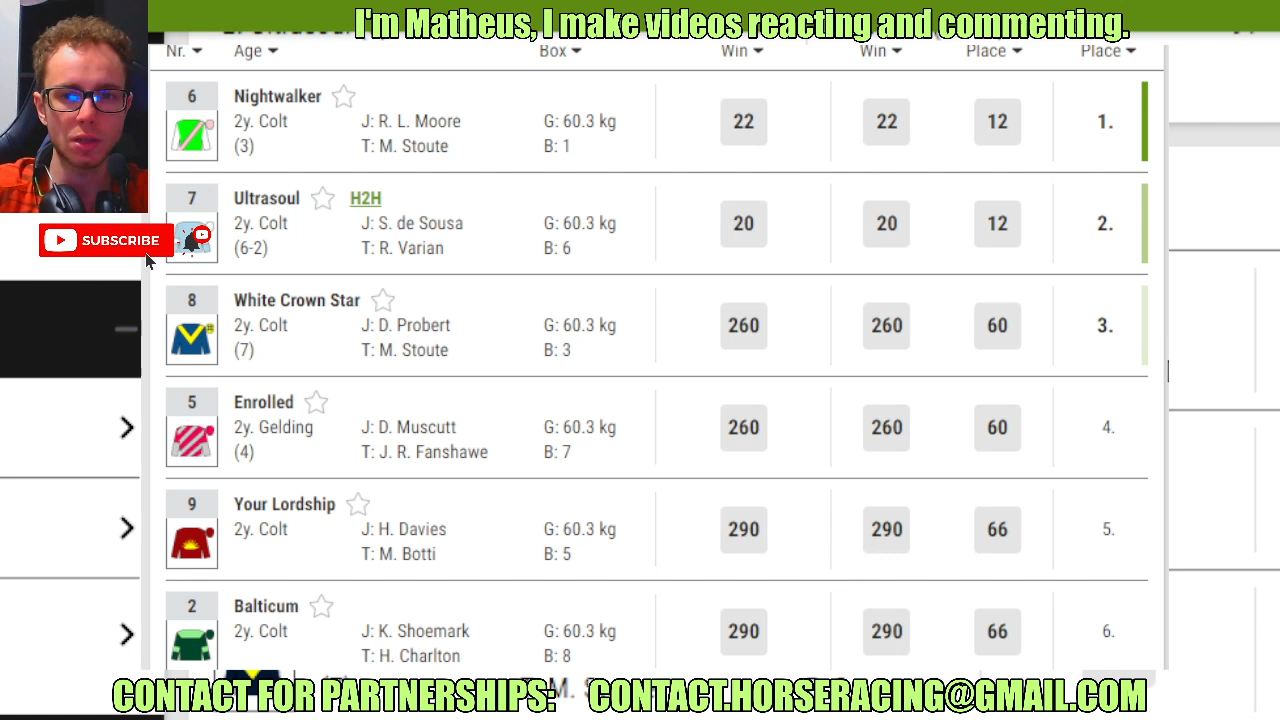 I'm Matheus, I make videos reacting and commenting.
Nr. Age Box Win Win Place Place
6 Nightwalker
2y. Colt J: R. L. Moore G: 60.3 kg 22 22 12 1.
(3) T: M. Stoute B: 1
7 Ultrasoul H2H
2y. Colt J: S. de Sousa G: 60.3 kg 20 20 12 2.
(6-2) T: R. Varian B: 6
SUBSCRIBE
8 White Crown Star
2y. Colt J: D. Probert G: 60.3 kg 260 260 60 3.
(7) T: M. Stoute B: 3
5 Enrolled
2y. Gelding J: D. Muscutt G: 60.3 kg 260 260 60 4.
(4) T: J. R. Fanshawe B: 7
9 Your Lordship
2y. Colt J: H. Davies G: 60.3 kg 290 290 66 5.
T: M. Botti B: 5
2 Balticum
2y. Colt J: K. Shoemark G: 60.3 kg 290 290 66 6.
T: H. Charlton B: 8
CONTACT FOR PARTNERSHIPS: CONTACT.HORSERACING@GMAIL.COM